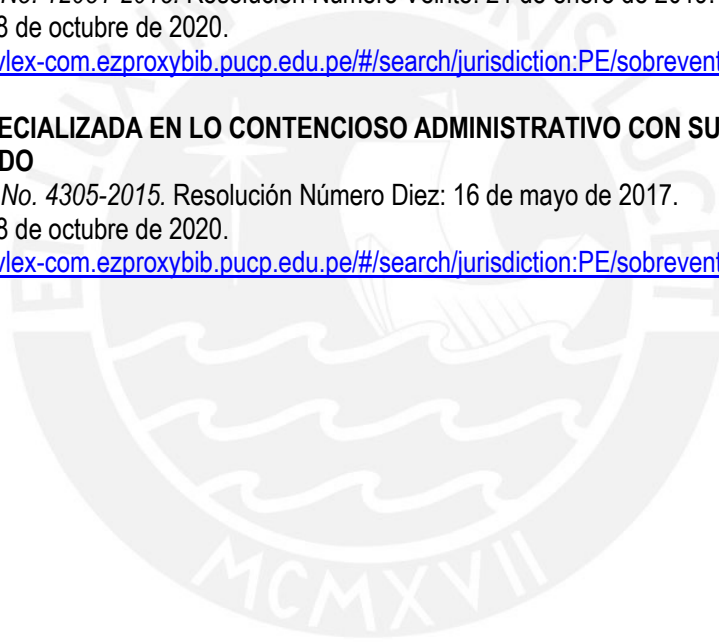 No. 4305-2015. Resolución Número Diez: 16 de mayo de 2017.
8 de octubre de 2020.
vlex-com.ezproxybib.pucp.edu.pe/#/search/jurisdiction:PE/sobrevent
ECIALIZADA EN LO CONTENCIOSO ADMINISTRATIVO CON SU
DO
8 de octubre de 2020.
vlex-com.ezproxybib.pucp.edu.pe/#/search/jurisdiction:PE/sobrevent
MCMXVII